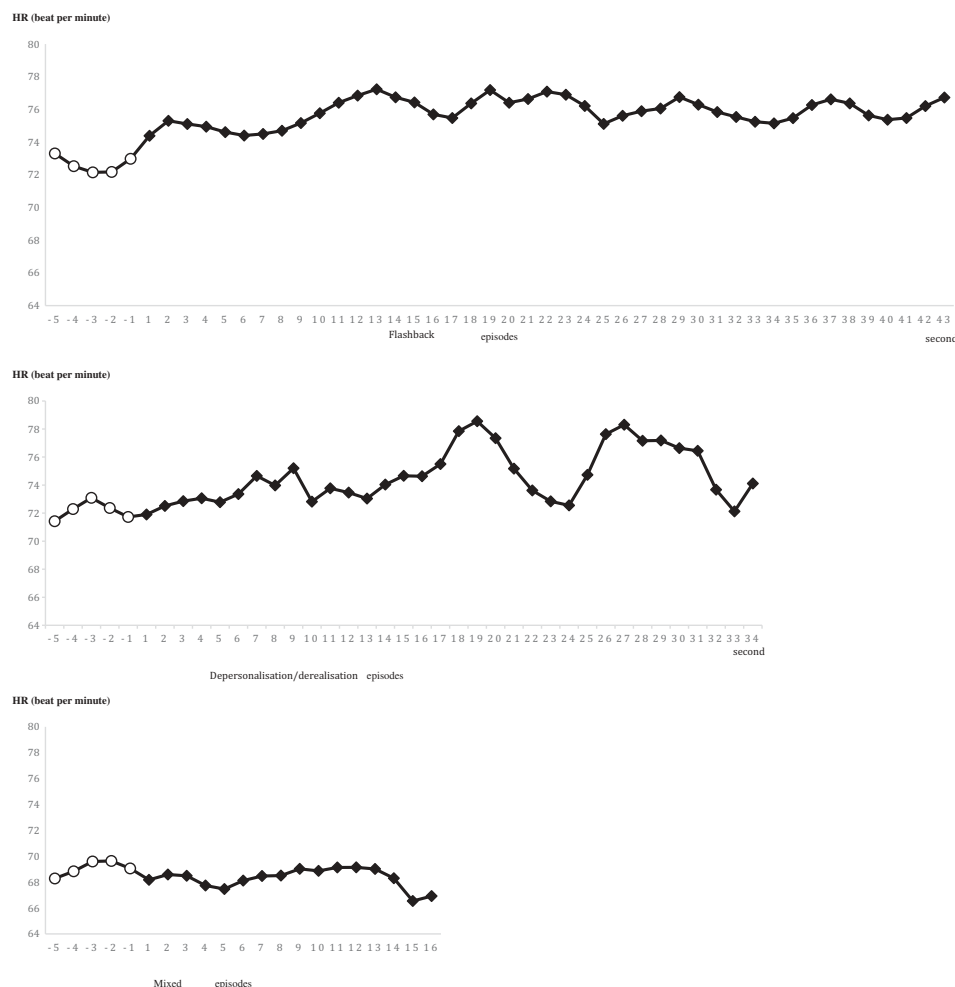 HR (beat per minute)
80
78
76
74
72
70
68
66
64
-5 -4 -3 -2 -1 1 2 3 4 5 6 7 8 9 10 11 12 13 14 15 16 17 18 19 20 21 22 23 24 25 26 27 28 29 30 31 32 33 34 35 36 37 38 39 40 41 42 43
Flashback episodes
second
HR (beat per minute)
80
78
76
74
72
70
68
66
64
-5 -4 -3 -2 -1 1 2 3 4 5 6 7 8 9 10 11 12 13 14 15 16 17 18 19 20 21 22 23 24 25 26 27 28 29 30 31 32 33 34
second
Depersonalisation/derealisation episodes
HR (beat per minute)
80
78
76
74
72
70
68
66
64
-5 -4 -3 -2 -1 1 2 3 4 5 6 7 8 9 10 11 12 13 14 15 16
Mixed episodes